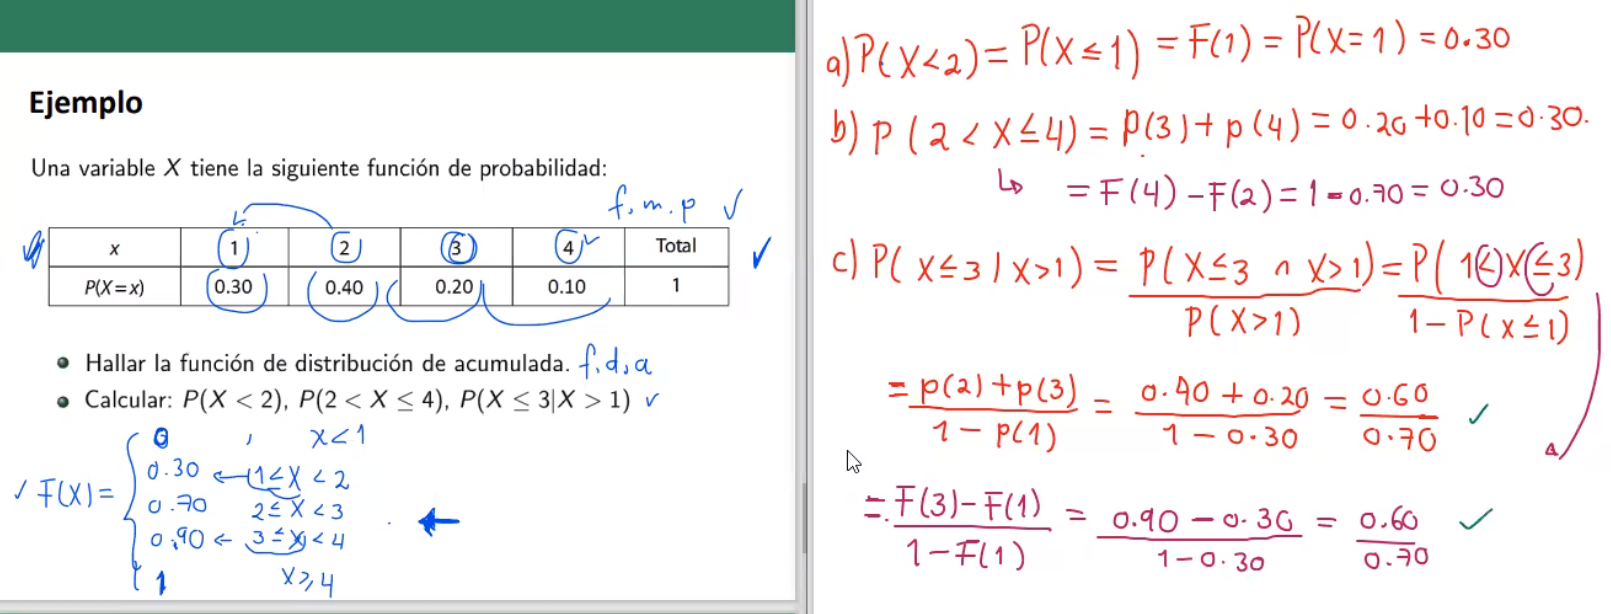 Ejemplo
Una variable X tiene la siguiente función de probabilidad:
f.m.p ✓
x 1 2 3 4 Total
P(X=x) 0.30 0.40 0.20 0.10 1
• Hallar la función de distribución de acumulada. f.d.a
• Calcular: P(X < 2), P(2 < X ≤ 4), P(X ≤ 3|X > 1) ✓
✓ F(X) =
0 , x<1
0.30 ← 1≤X<2
0.70 2≤X<3
0.90 ← 3≤X<4
1 X≥4
a) P(X<2) = P(X≤1) = F(1) = P(X=1) = 0.30
b) P(2<X≤4) = p(3)+p(4) = 0.20+0.10=0.30.
↳ = F(4) - F(2) = 1 - 0.70 = 0.30
c) P(X≤3 | X>1) = P(X≤3 ∩ X>1) = P(1<X≤3)
P(X>1) 1-P(X≤1)
= p(2)+p(3) = 0.40+0.20 = 0.60 ✓
1-p(1) 1-0.30 0.70
= F(3)-F(1) = 0.90-0.30 = 0.60 ✓
1-F(1) 1-0.30 0.70